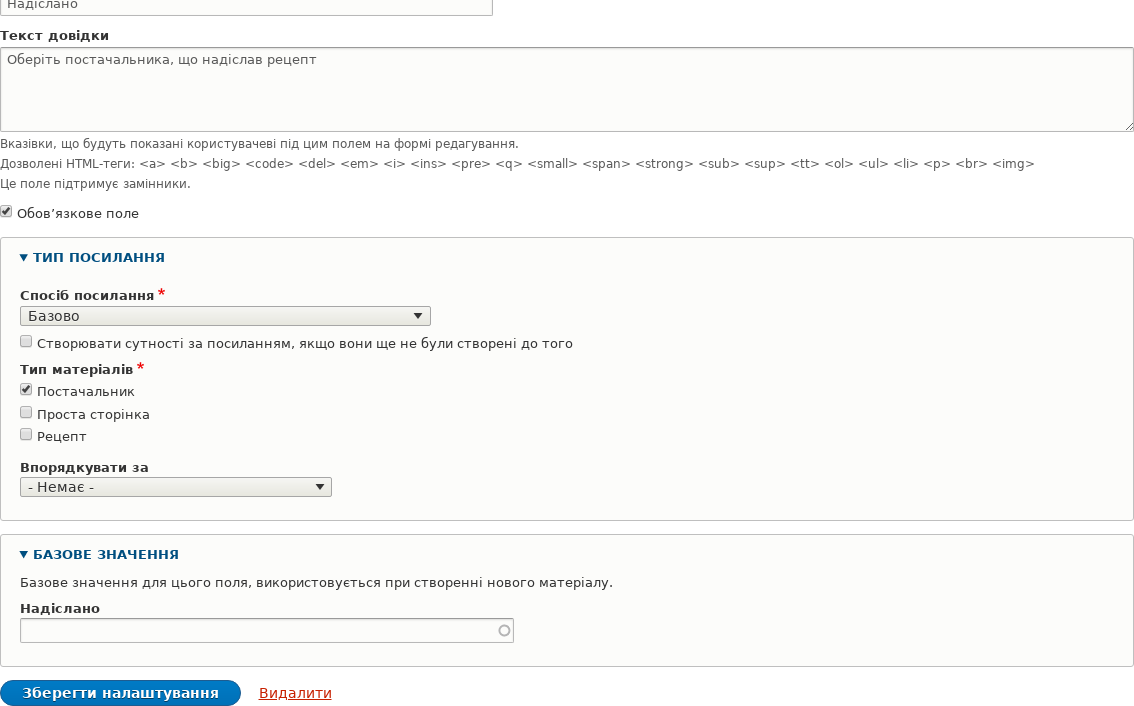 Надіслано
Текст довідки
Оберіть постачальника, що надіслав рецепт
Вказівки, що будуть показані користувачеві під цим полем на формі редагування.
Дозволені HTML-теги: <a> <b> <big> <code> <del> <em> <i> <ins> <pre> <q> <small> <span> <strong> <sub> <sup> <tt> <ol> <ul> <li> <p> <br> <img>
Це поле підтримує замінники.
Обов’язкове поле
ТИП ПОСИЛАННЯ
Спосіб посилання *
Базово
Створювати сутності за посиланням, якщо вони ще не були створені до того
Тип матеріалів *
Постачальник
Проста сторінка
Рецепт
Впорядкувати за
- Немає -
БАЗОВЕ ЗНАЧЕННЯ
Базове значення для цього поля, використовується при створенні нового матеріалу.
Надіслано
Зберегти налаштування Видалити